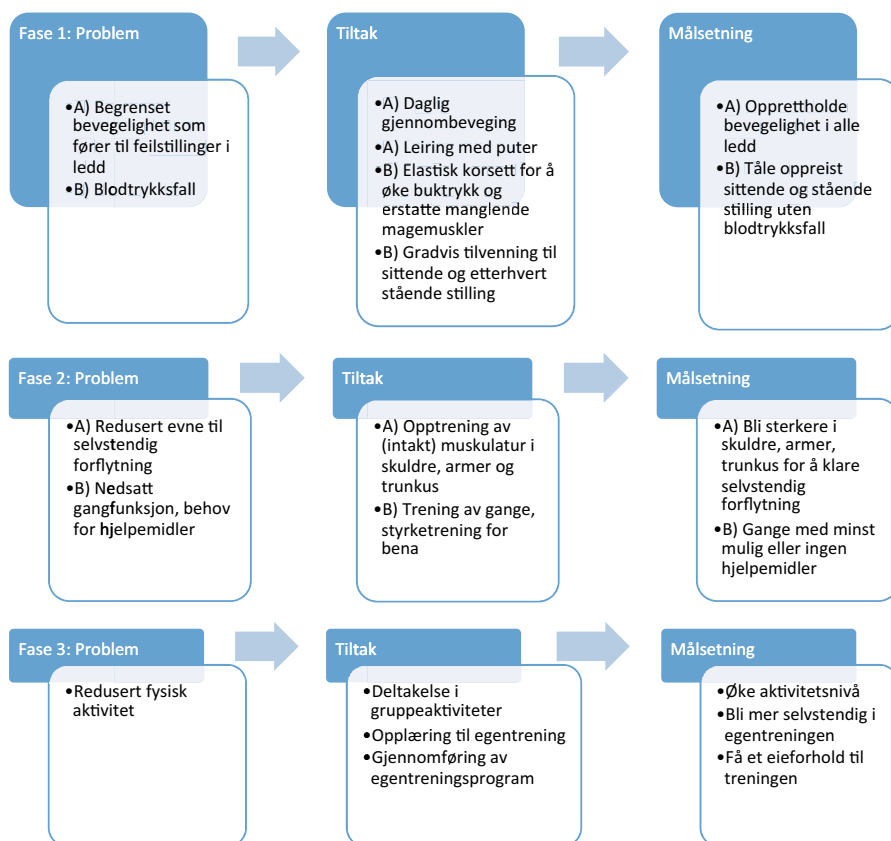 Fase 1: Problem
•A) Begrenset
bevegelighet som
fører til feilstillinger i
ledd
•B) Blodtrykksfall
Tiltak
•A) Daglig
gjennombeveging
•A) Leiring med puter
•B) Elastisk korsett for å
øke buktrykk og
erstatte manglende
magemuskler
•B) Gradvis tilvenning til
sittende og etterhvert
stående stilling
Målsetning
•A) Opprettholde
bevegelighet i alle
ledd
•B) Tåle oppreist
sittende og stående
stilling uten
blodtrykksfall
Fase 2: Problem
•A) Redusert evne til
selvstendig
forflytning
•B) Nedsatt
gangfunksjon, behov
for hjelpemidler
Tiltak
•A) Opptrening av
(intakt) muskulatur i
skuldre, armer og
trunkus
•B) Trening av gange,
styrketrening for
bena
Målsetning
•A) Bli sterkere i
skuldre, armer,
trunkus for å klare
selvstendig
forflytning
•B) Gange med minst
mulig eller ingen
hjelpemidler
Fase 3: Problem
•Redusert fysisk
aktivitet
Tiltak
•Deltakelse i
gruppeaktiviteter
•Opplæring til egentrening
•Gjennomføring av
egentreningsprogram
Målsetning
•Øke aktivitetsnivå
•Bli mer selvstendig i
egentreningen
•Få et eieforhold til
treningen